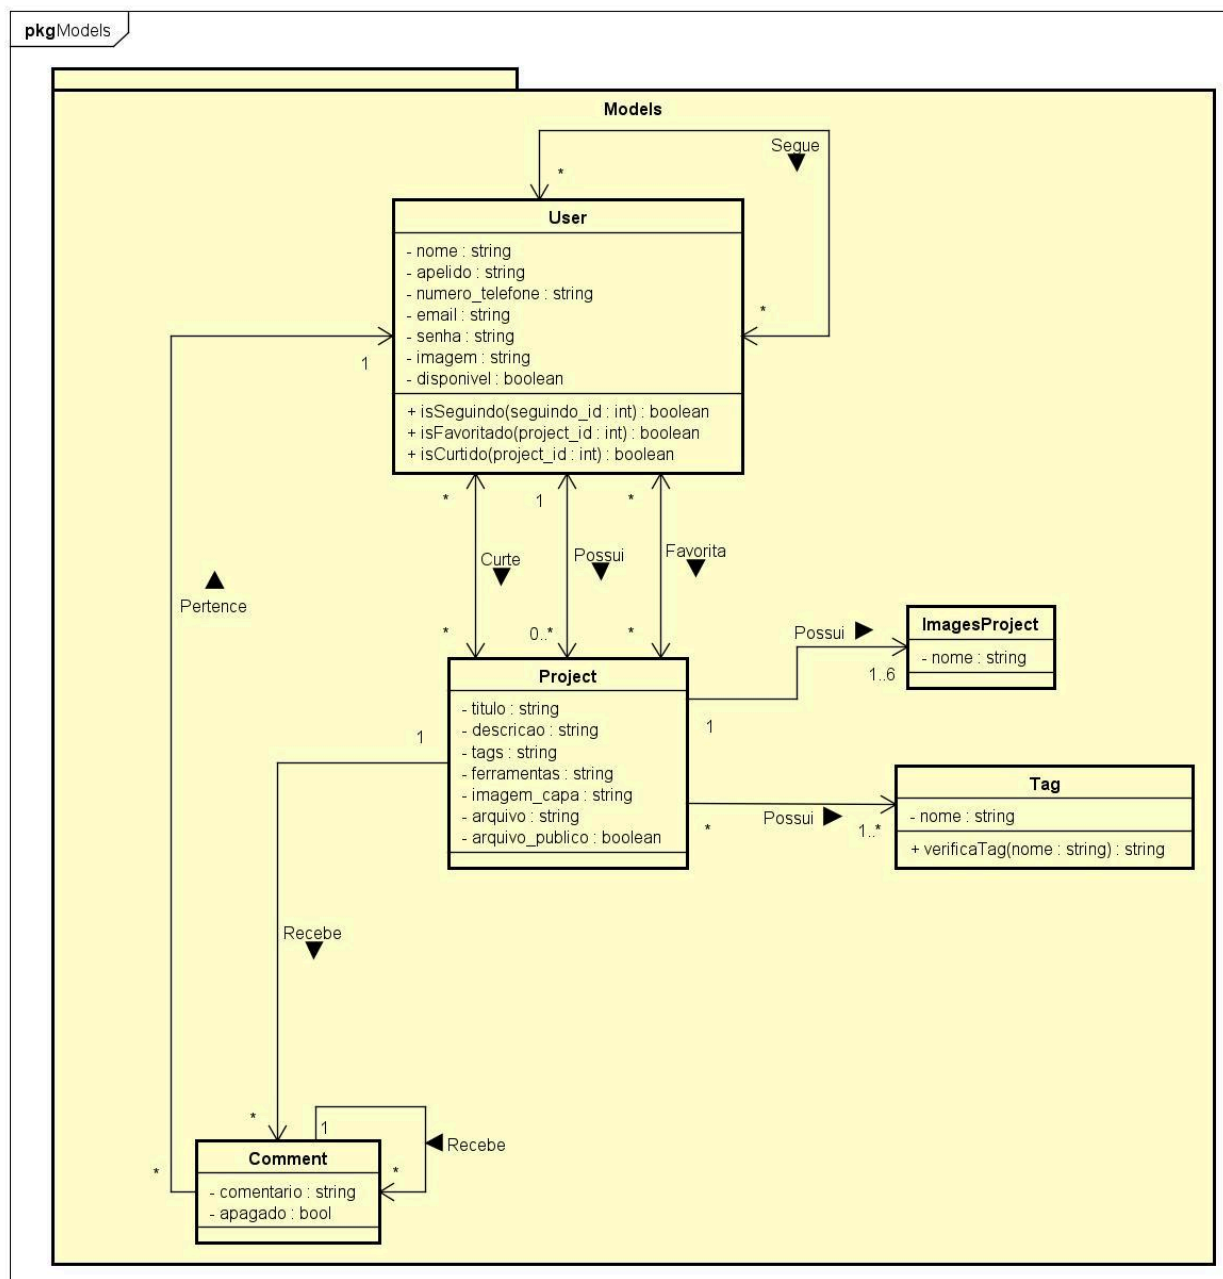 pkgModels
Models
Segue
*
*
User
- nome : string
- apelido : string
- numero_telefone : string
- email : string
- senha : string
- imagem : string
- disponivel : boolean
+ isSeguindo(seguindo_id : int) : boolean
+ isFavoritado(project_id : int) : boolean
+ isCurtido(project_id : int) : boolean
1
* 1 *
Curte Possui Favorita
Pertence
* 0..* *
Project
- titulo : string
- descricao : string
- tags : string
- ferramentas : string
- imagem_capa : string
- arquivo : string
- arquivo_publico : boolean
Possui
1..6
1
ImagesProject
- nome : string
Possui
* 1..*
Tag
- nome : string
+ verificaTag(nome : string) : string
1
Recebe
*
*
Comment
- comentario : string
- apagado : bool
1
Recebe
*